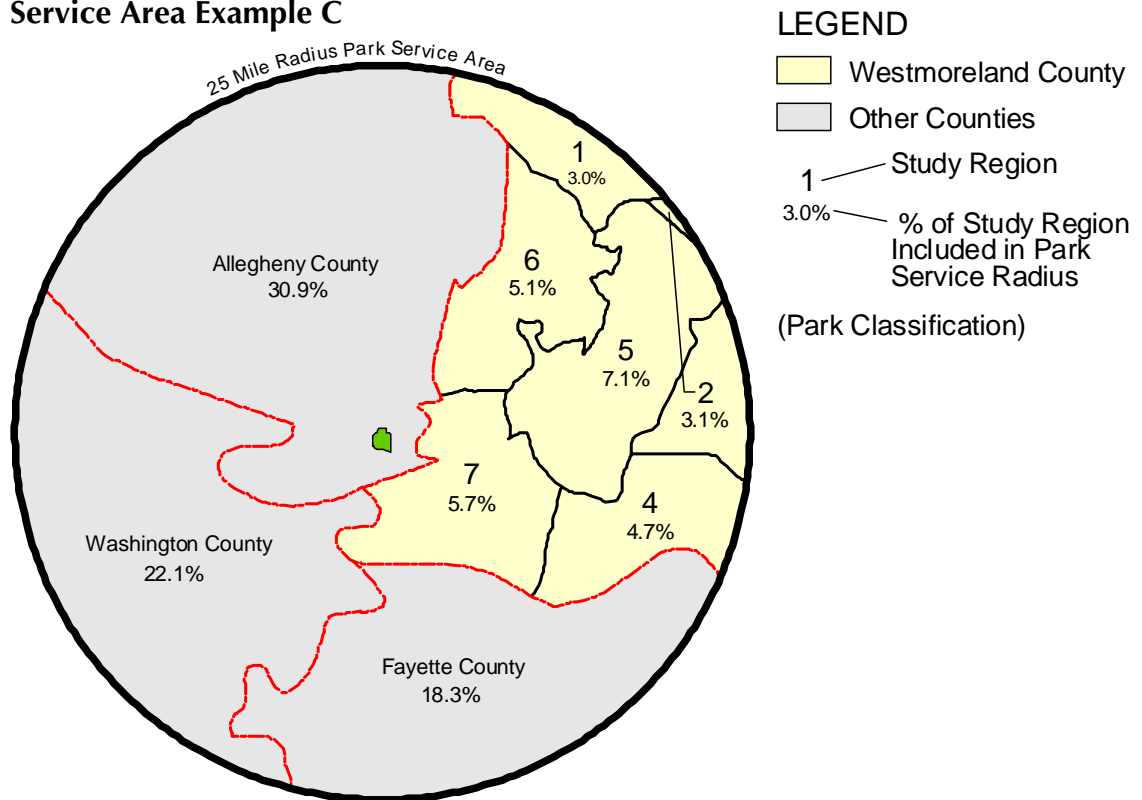 Service Area Example C
25 Mile Radius Park Service Area
LEGEND
Westmoreland County
Other Counties
1
Study Region
3.0%
% of Study Region
Included in Park
Service Radius
(Park Classification)
1
3.0%
6
5.1%
Allegheny County
30.9%
5
7.1%
2
3.1%
7
5.7%
4
4.7%
Washington County
22.1%
Fayette County
18.3%